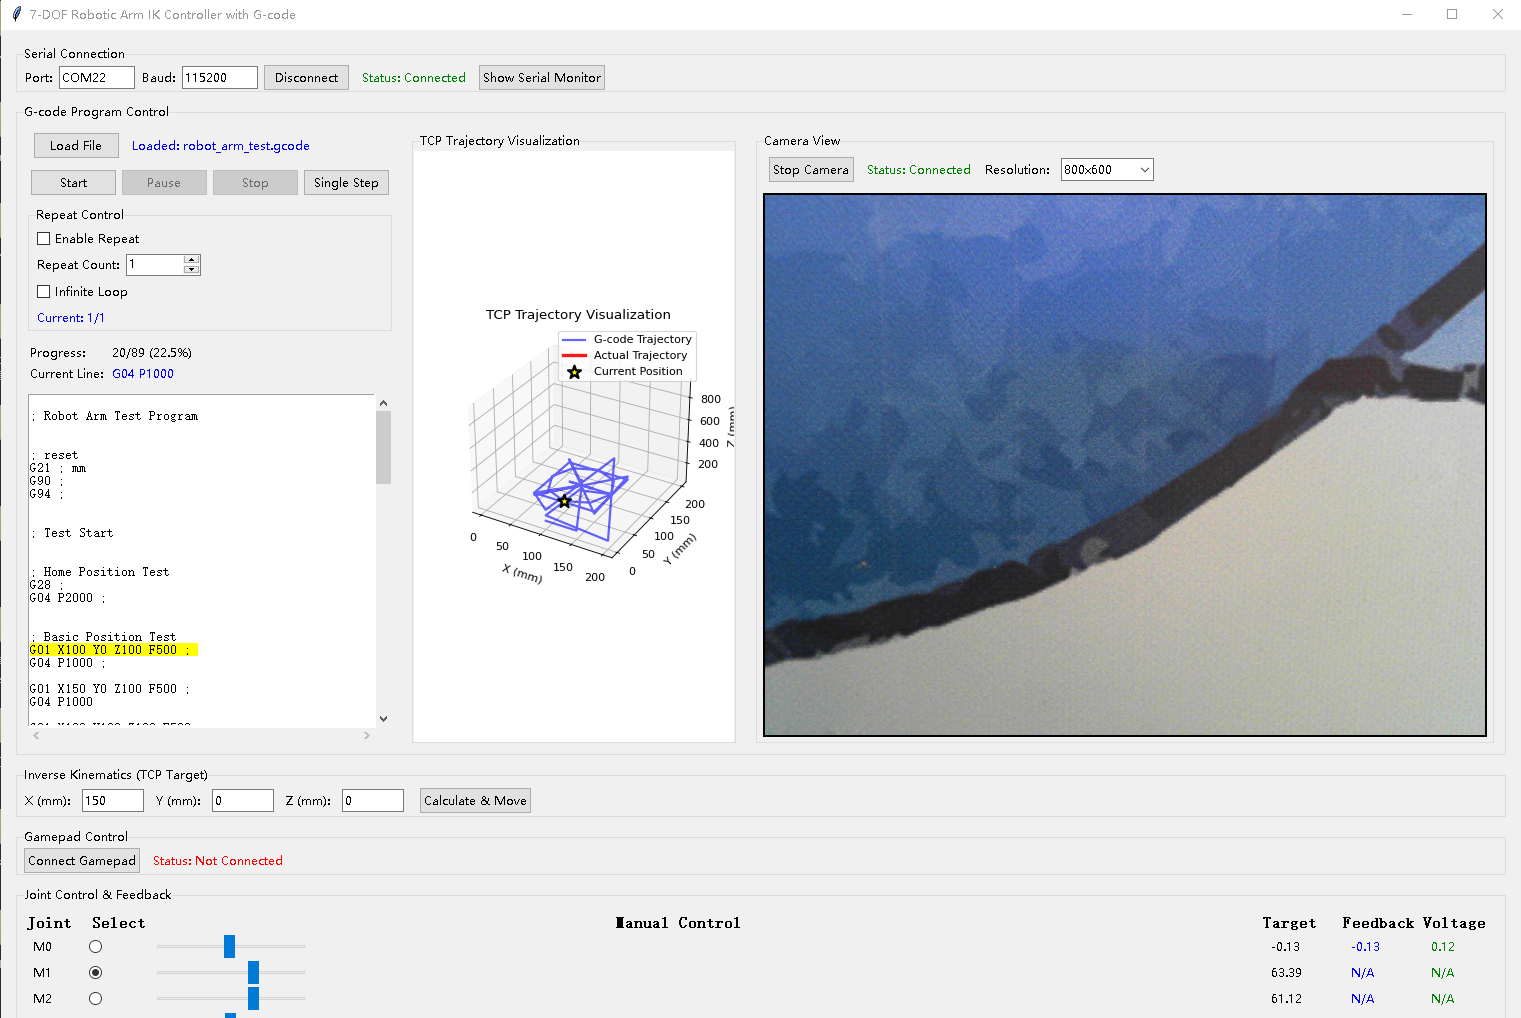 7-DOF Robotic Arm IK Controller with G-code
Serial Connection
Port: COM22 Baud: 115200 Disconnect Status: Connected Show Serial Monitor
G-code Program Control
Load File Loaded: robot_arm_test.gcode
Start Pause Stop Single Step
Repeat Control
Enable Repeat
Repeat Count: 1
Infinite Loop
Current: 1/1
Progress: 20/89 (22.5%)
Current Line: G04 P1000
; Robot Arm Test Program
; reset
G21 ; mm
G90 ;
G94 ;
; Test Start
; Home Position Test
G28 ;
G04 P2000 ;
; Basic Position Test
G01 X100 Y0 Z100 F500 ;
G04 P1000 ;
G01 X150 Y0 Z100 F500 ;
G04 P1000
TCP Trajectory Visualization
TCP Trajectory Visualization
G-code Trajectory
Actual Trajectory
Current Position
800
600
400
200
Z (mm)
200
150
100
50
0
Y (mm)
0
50
100
150
200
X (mm)
Camera View
Stop Camera Status: Connected Resolution: 800x600
Inverse Kinematics (TCP Target)
X (mm): 150 Y (mm): 0 Z (mm): 0 Calculate & Move
Gamepad Control
Connect Gamepad Status: Not Connected
Joint Control & Feedback
Joint Select Manual Control Target Feedback Voltage
M0 -0.13 -0.13 0.12
M1 63.39 N/A N/A
M2 61.12 N/A N/A